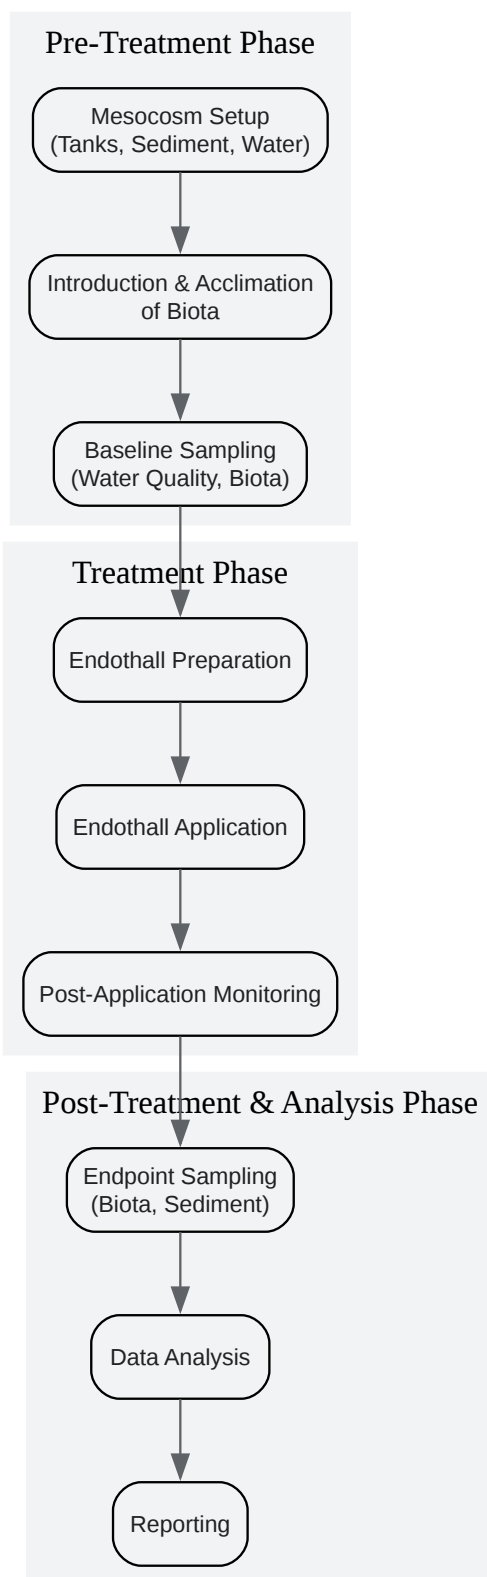 Pre-Treatment Phase
Mesocosm Setup
(Tanks, Sediment, Water)
Introduction & Acclimation
of Biota
Baseline Sampling
(Water Quality, Biota)
Treatment Phase
Endothall Preparation
Endothall Application
Post-Application Monitoring
Post-Treatment & Analysis Phase
Endpoint Sampling
(Biota, Sediment)
Data Analysis
Reporting